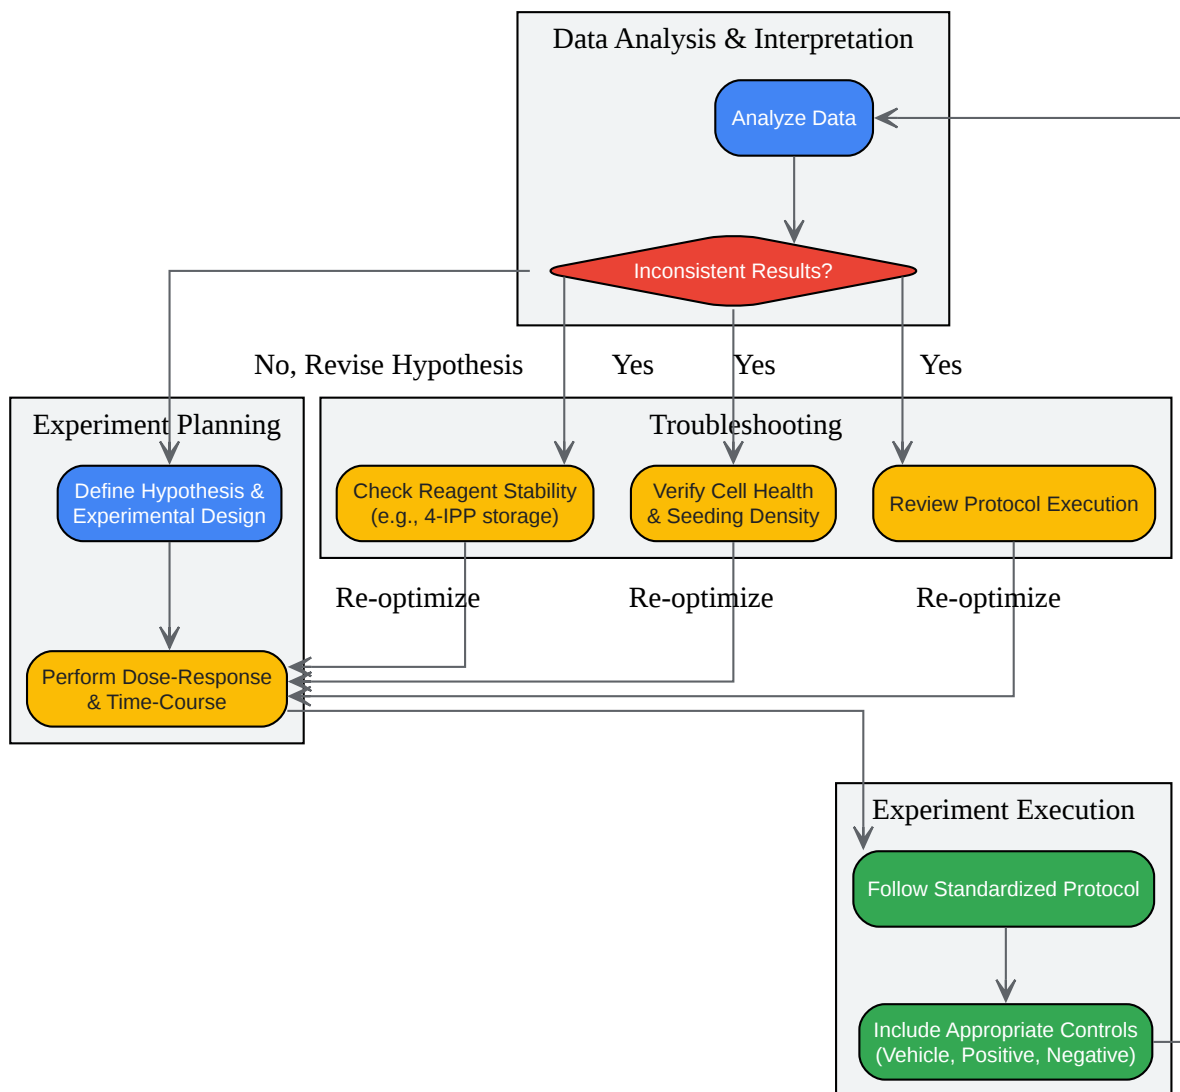 Data Analysis & Interpretation
Analyze Data
Inconsistent Results?
No, Revise Hypothesis
Yes
Yes
Yes
Experiment Planning
Define Hypothesis &
Experimental Design
Troubleshooting
Check Reagent Stability
(e.g., 4-IPP storage)
Verify Cell Health
& Seeding Density
Review Protocol Execution
Re-optimize
Re-optimize
Re-optimize
Perform Dose-Response
& Time-Course
Experiment Execution
Follow Standardized Protocol
Include Appropriate Controls
(Vehicle, Positive, Negative)